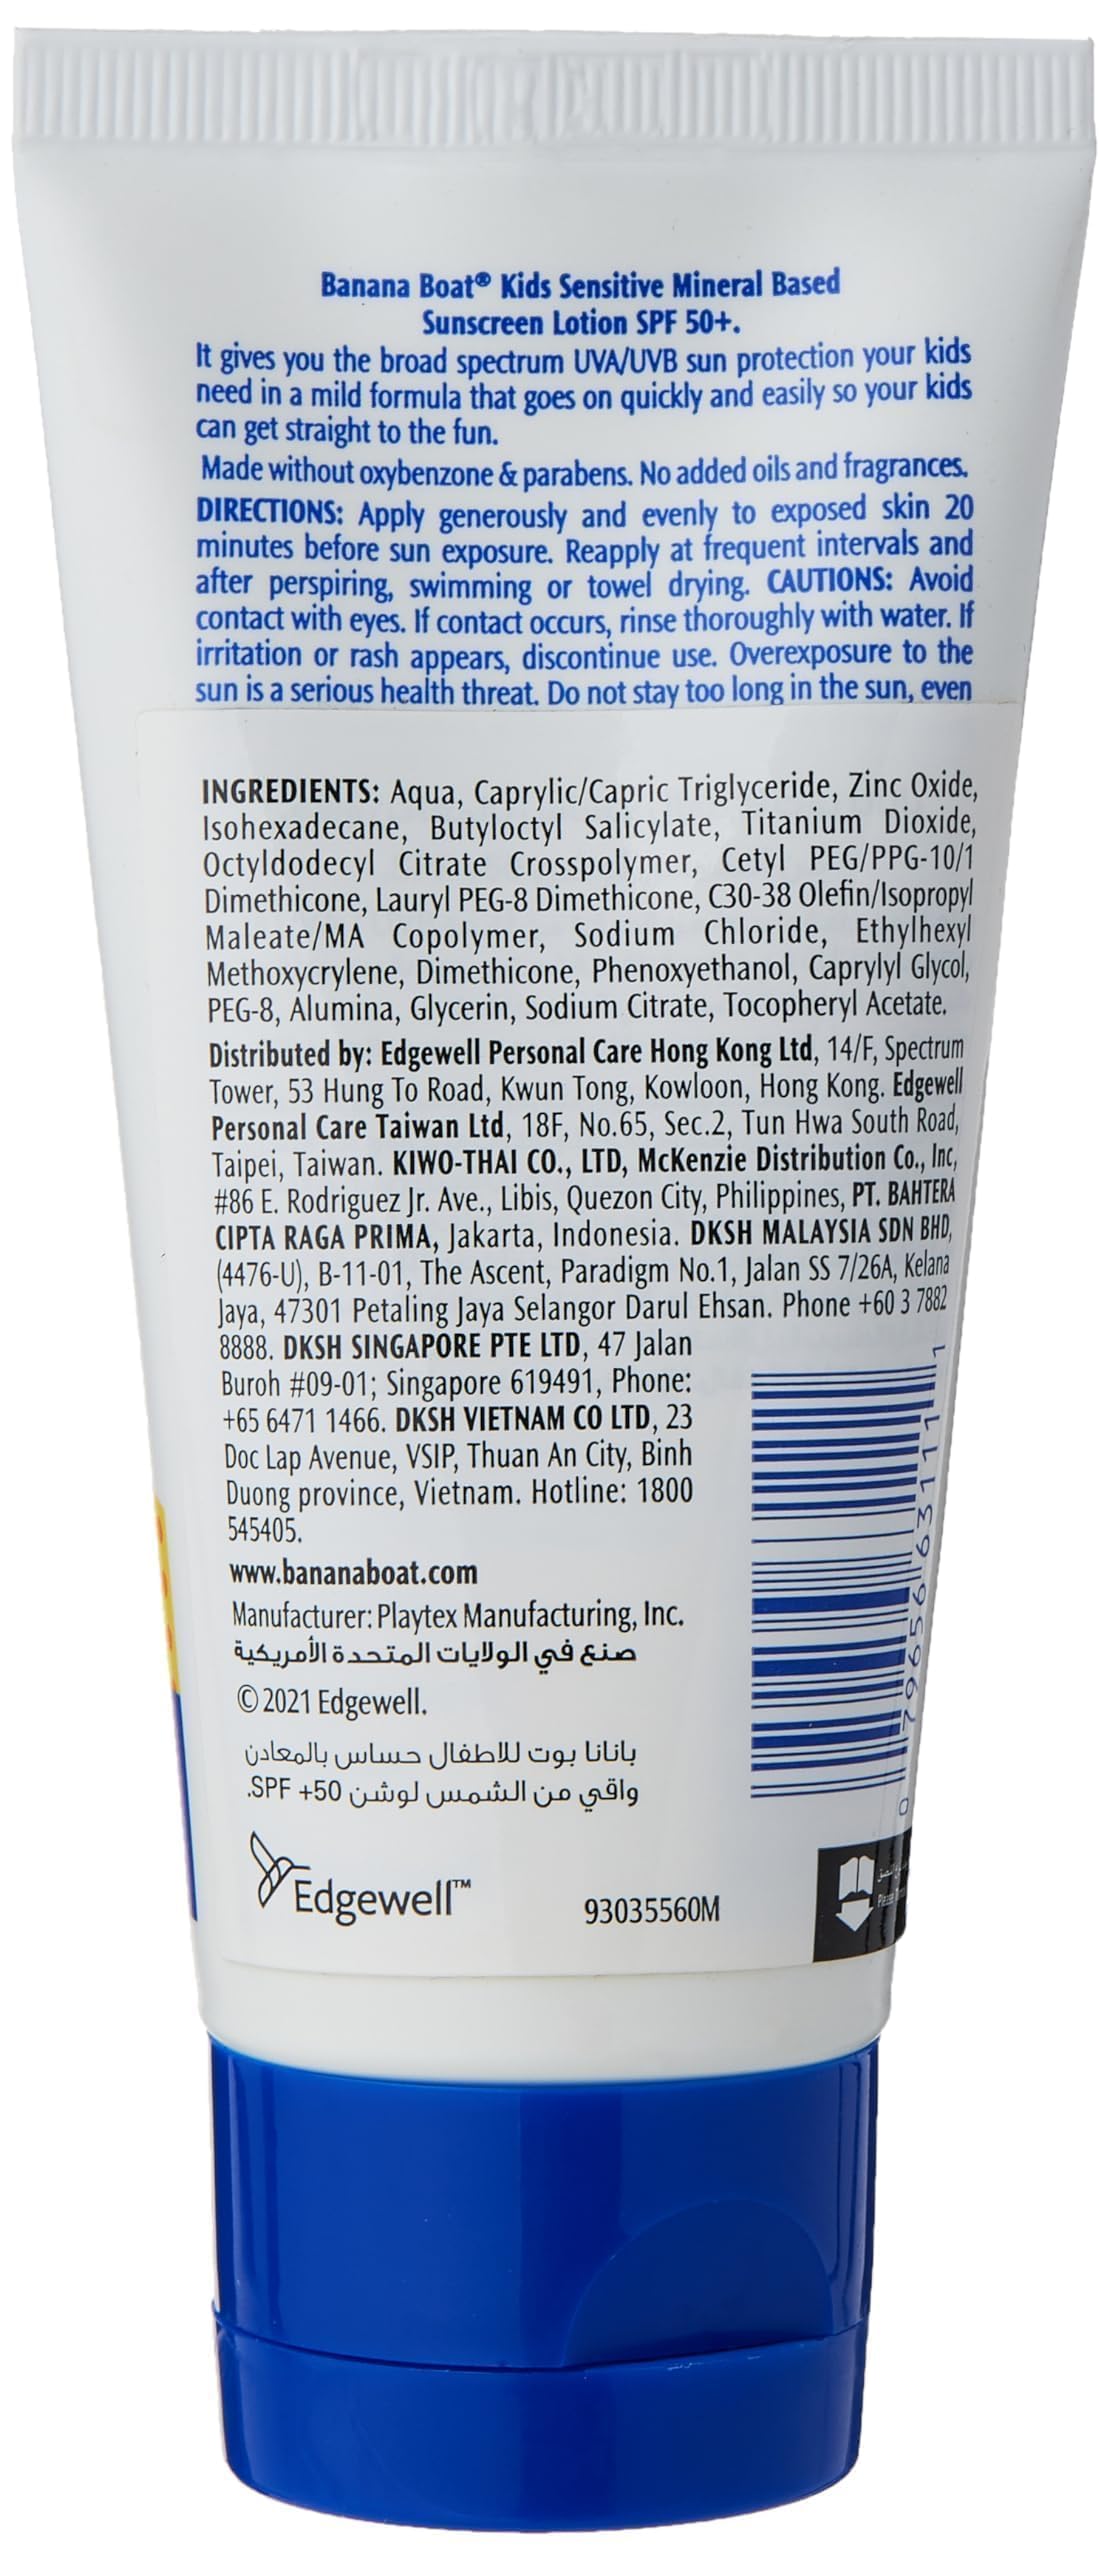 Banana Boat® Kids Sensitive Mineral Based
Sunscreen Lotion SPF 50+.
It gives you the broad spectrum UVA/UVB sun protection your kids
need in a mild formula that goes on quickly and easily so your kids
can get straight to the fun.
Made without oxybenzone & parabens. No added oils and fragrances.
DIRECTIONS: Apply generously and evenly to exposed skin 20
minutes before sun exposure. Reapply at frequent intervals and
after perspiring, swimming or towel drying. CAUTIONS: Avoid
contact with eyes. If contact occurs, rinse thoroughly with water. If
irritation or rash appears, discontinue use. Overexposure to the
sun is a serious health threat. Do not stay too long in the sun, even
INGREDIENTS: Aqua, Caprylic/Capric Triglyceride, Zinc Oxide,
Isohexadecane, Butyloctyl Salicylate, Titanium Dioxide,
Octyldodecyl Citrate Crosspolymer, Cetyl PEG/PPG-10/1
Dimethicone, Lauryl PEG-8 Dimethicone, C30-38 Olefin/Isopropyl
Maleate/MA Copolymer, Sodium Chloride, Ethylhexyl
Methoxycrylene, Dimethicone, Phenoxyethanol, Caprylyl Glycol,
PEG-8, Alumina, Glycerin, Sodium Citrate, Tocopheryl Acetate.
Distributed by: Edgewell Personal Care Hong Kong Ltd, 14/F, Spectrum
Tower, 53 Hung To Road, Kwun Tong, Kowloon, Hong Kong. Edgewell
Personal Care Taiwan Ltd, 18F, No.65, Sec.2, Tun Hwa South Road,
Taipei, Taiwan. KIWO-THAI CO., LTD, McKenzie Distribution Co., Inc,
#86 E. Rodriguez Jr. Ave., Libis, Quezon City, Philippines, PT. BAHTERA
CIPTA RAGA PRIMA, Jakarta, Indonesia. DKSH MALAYSIA SDN BHD,
(4476-U), B-11-01, The Ascent, Paradigm No.1, Jalan SS 7/26A, Kelana
Jaya, 47301 Petaling Jaya Selangor Darul Ehsan. Phone +60 3 7882
8888. DKSH SINGAPORE PTE LTD, 47 Jalan
Buroh #09-01; Singapore 619491, Phone:
+65 6471 1466. DKSH VIETNAM CO LTD, 23
Doc Lap Avenue, VSIP, Thuan An City, Binh
Duong province, Vietnam. Hotline: 1800
545405.
www.bananaboat.com
Manufacturer: Playtex Manufacturing, Inc.
صنع في الولايات المتحدة الأمريكية
© 2021 Edgewell.
بانانا بوت للاطفال حساس بالمعادن
واقي من الشمس لوشن SPF +50.
Edgewell™
93035560M
0 79656 63111 1
Please